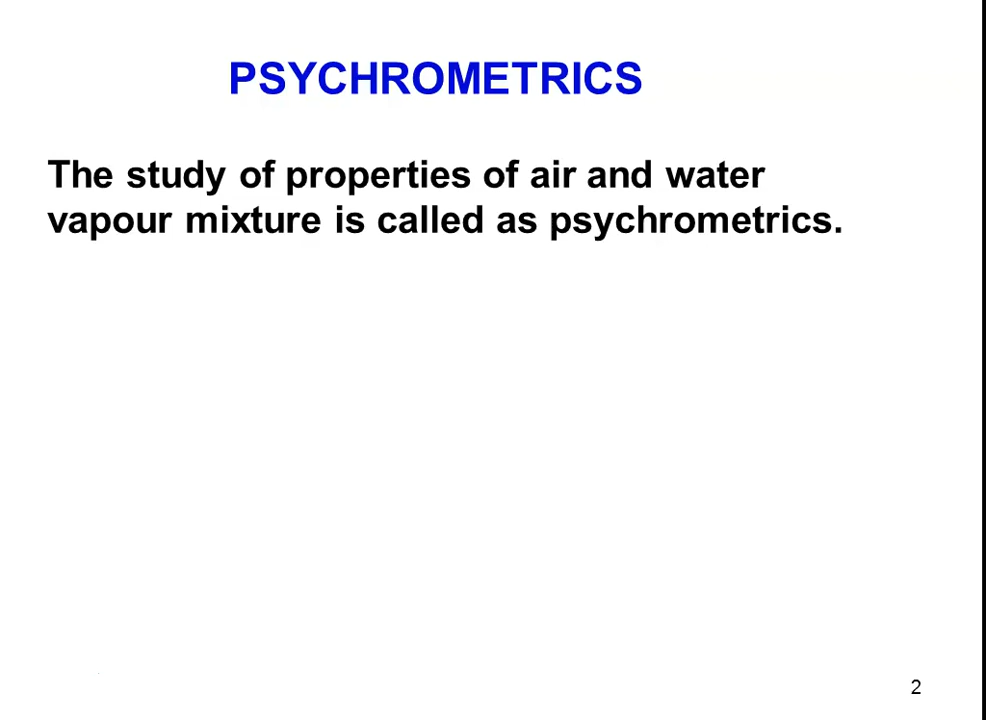 PSYCHROMETRICS
The study of properties of air and water
vapour mixture is called as psychrometrics.
2